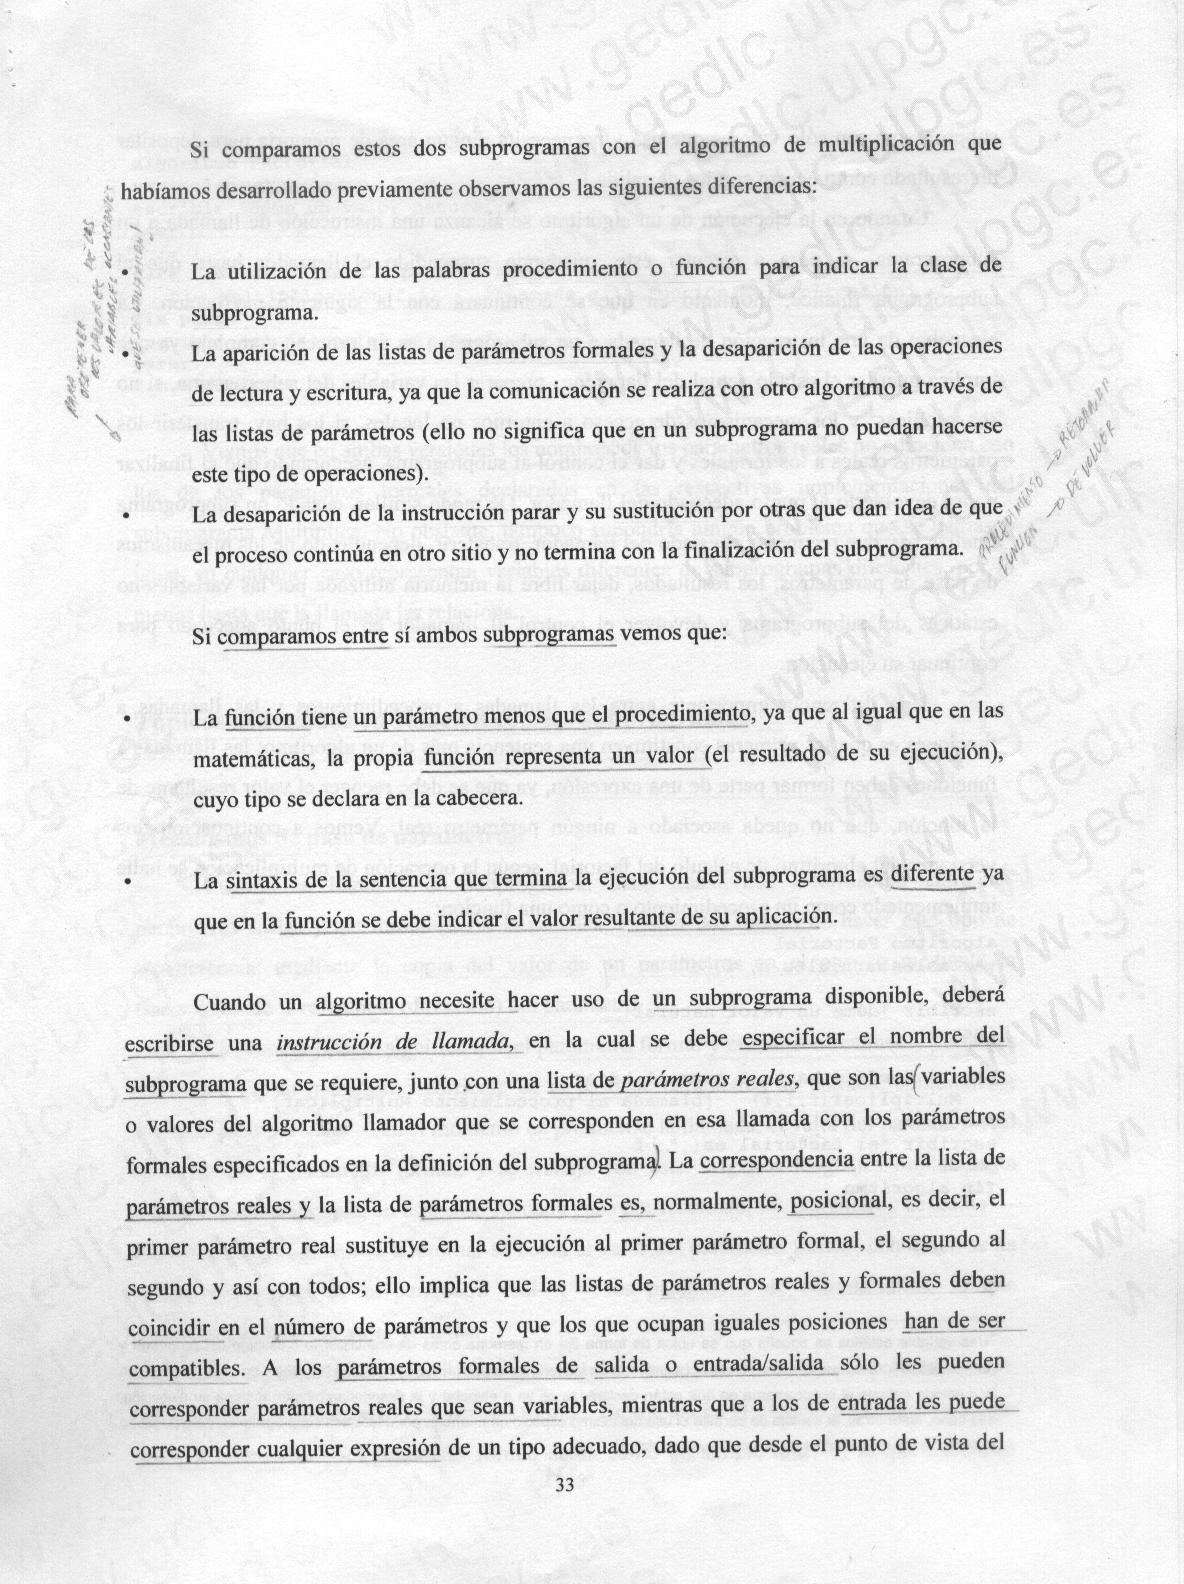 Si comparamos estos dos subprogramas con el algoritmo de multiplicación que
habíamos desarrollado previamente observamos las siguientes diferencias:
• La utilización de las palabras procedimiento o función para indicar la clase de
subprograma.
• La aparición de las listas de parámetros formales y la desaparición de las operaciones
de lectura y escritura, ya que la comunicación se realiza con otro algoritmo a través de
las listas de parámetros (ello no significa que en un subprograma no puedan hacerse
este tipo de operaciones).
• La desaparición de la instrucción parar y su sustitución por otras que dan idea de que
el proceso continúa en otro sitio y no termina con la finalización del subprograma.
PROCEDIMIENTO → RETORNAR
FUNCION → DEVOLVER
PARA
OBTENER
LOS VALORES DE LAS
VARIABLES
Si comparamos entre sí ambos subprogramas vemos que:
• La función tiene un parámetro menos que el procedimiento, ya que al igual que en las
matemáticas, la propia función representa un valor (el resultado de su ejecución),
cuyo tipo se declara en la cabecera.
• La sintaxis de la sentencia que termina la ejecución del subprograma es diferente ya
que en la función se debe indicar el valor resultante de su aplicación.
Cuando un algoritmo necesite hacer uso de un subprograma disponible, deberá
escribirse una instrucción de llamada, en la cual se debe especificar el nombre del
subprograma que se requiere, junto con una lista de parámetros reales, que son las variables
o valores del algoritmo llamador que se corresponden en esa llamada con los parámetros
formales especificados en la definición del subprograma. La correspondencia entre la lista de
parámetros reales y la lista de parámetros formales es, normalmente, posicional, es decir, el
primer parámetro real sustituye en la ejecución al primer parámetro formal, el segundo al
segundo y así con todos; ello implica que las listas de parámetros reales y formales deben
coincidir en el número de parámetros y que los que ocupan iguales posiciones han de ser
compatibles. A los parámetros formales de salida o entrada/salida sólo les pueden
corresponder parámetros reales que sean variables, mientras que a los de entrada les puede
corresponder cualquier expresión de un tipo adecuado, dado que desde el punto de vista del
33